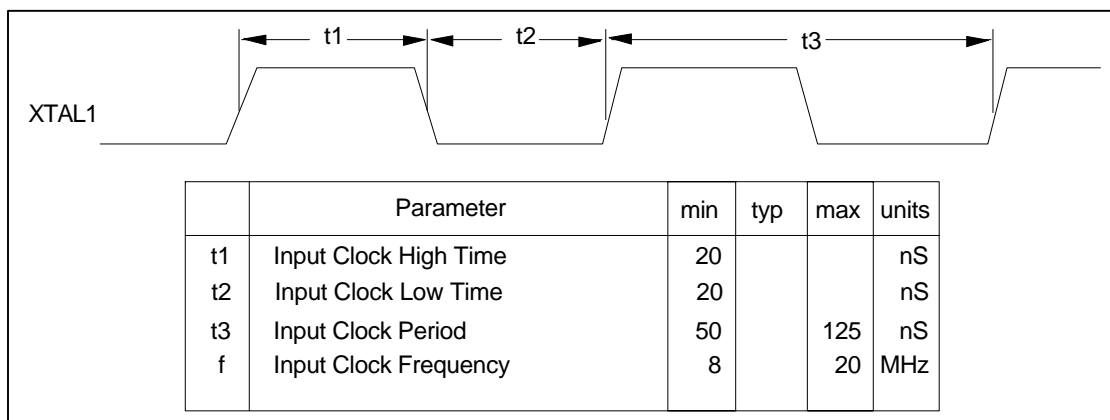 t1 t2 t3
XTAL1
Parameter min typ max units
t1 Input Clock High Time 20 nS
t2 Input Clock Low Time 20 nS
t3 Input Clock Period 50 125 nS
f Input Clock Frequency 8 20 MHz